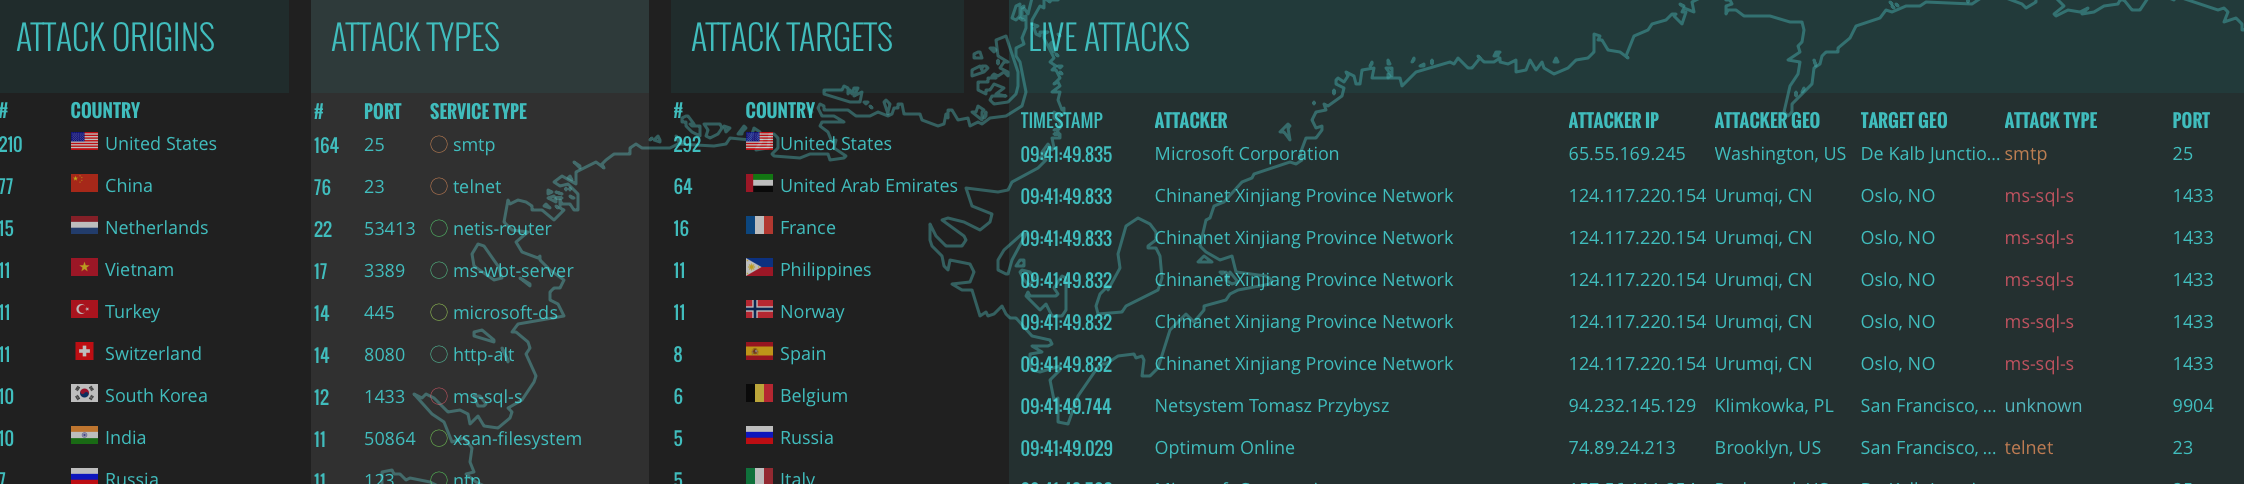 ATTACK ORIGINS
# COUNTRY
210 United States
77 China
15 Netherlands
11 Vietnam
11 Turkey
11 Switzerland
10 South Korea
10 India
7 Russia
ATTACK TYPES
# PORT SERVICE TYPE
164 25 smtp
76 23 telnet
22 53413 netis-router
17 3389 ms-wbt-server
14 445 microsoft-ds
14 8080 http-alt
12 1433 ms-sql-s
11 50864 xsan-filesystem
11 123 ntp
ATTACK TARGETS
# COUNTRY
292 United States
64 United Arab Emirates
16 France
11 Philippines
11 Norway
8 Spain
6 Belgium
5 Russia
5 Italy
LIVE ATTACKS
TIMESTAMP ATTACKER ATTACKER IP ATTACKER GEO TARGET GEO ATTACK TYPE PORT
09:41:49.835 Microsoft Corporation 65.55.169.245 Washington, US De Kalb Junctio... smtp 25
09:41:49.833 Chinanet Xinjiang Province Network 124.117.220.154 Urumqi, CN Oslo, NO ms-sql-s 1433
09:41:49.833 Chinanet Xinjiang Province Network 124.117.220.154 Urumqi, CN Oslo, NO ms-sql-s 1433
09:41:49.832 Chinanet Xinjiang Province Network 124.117.220.154 Urumqi, CN Oslo, NO ms-sql-s 1433
09:41:49.832 Chinanet Xinjiang Province Network 124.117.220.154 Urumqi, CN Oslo, NO ms-sql-s 1433
09:41:49.832 Chinanet Xinjiang Province Network 124.117.220.154 Urumqi, CN Oslo, NO ms-sql-s 1433
09:41:49.744 Netsystem Tomasz Przybysz 94.232.145.129 Klimkowka, PL San Francisco, ... unknown 9904
09:41:49.029 Optimum Online 74.89.24.213 Brooklyn, US San Francisco, ... telnet 23